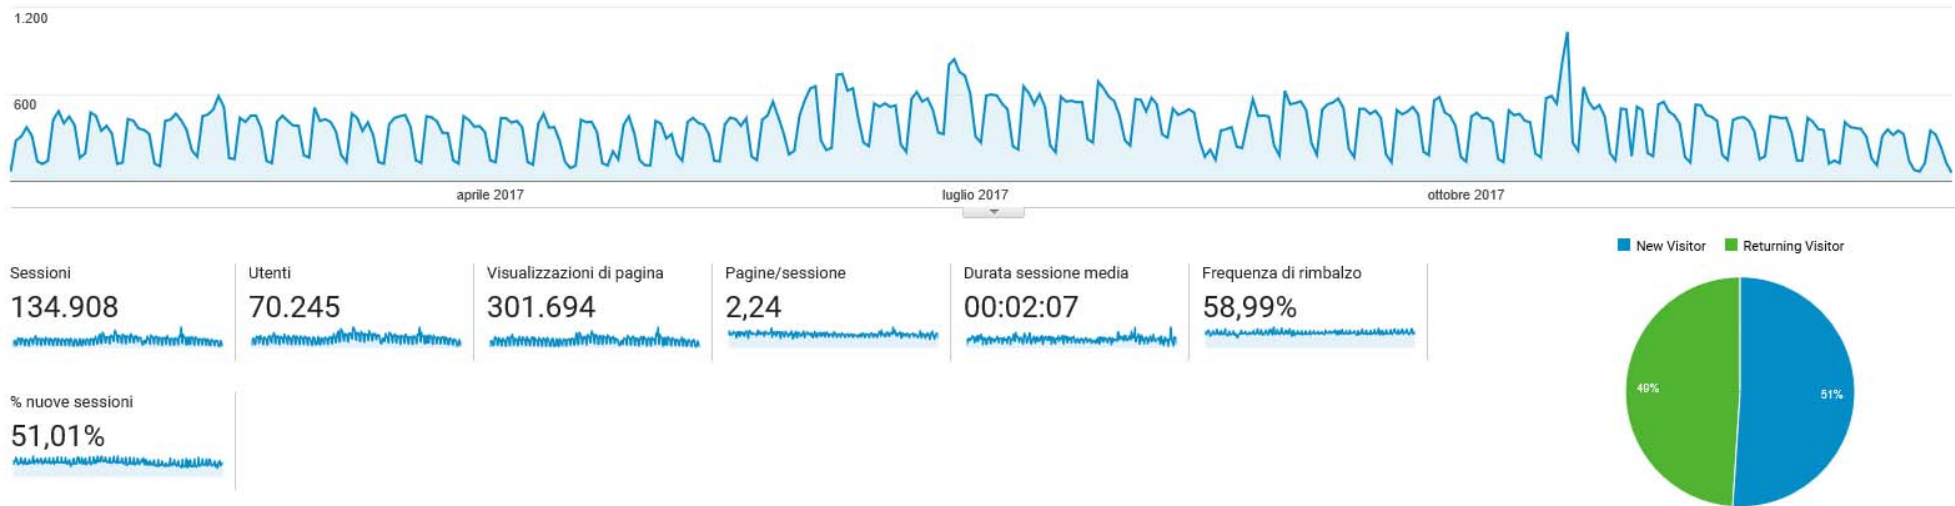 1.200
600
aprile 2017
luglio 2017
ottobre 2017
New Visitor
Returning Visitor
Sessioni
134.908
Utenti
70.245
Visualizzazioni di pagina
301.694
Pagine/sessione
2,24
Durata sessione media
00:02:07
Frequenza di rimbalzo
58,99%
49%
51%
% nuove sessioni
51,01%